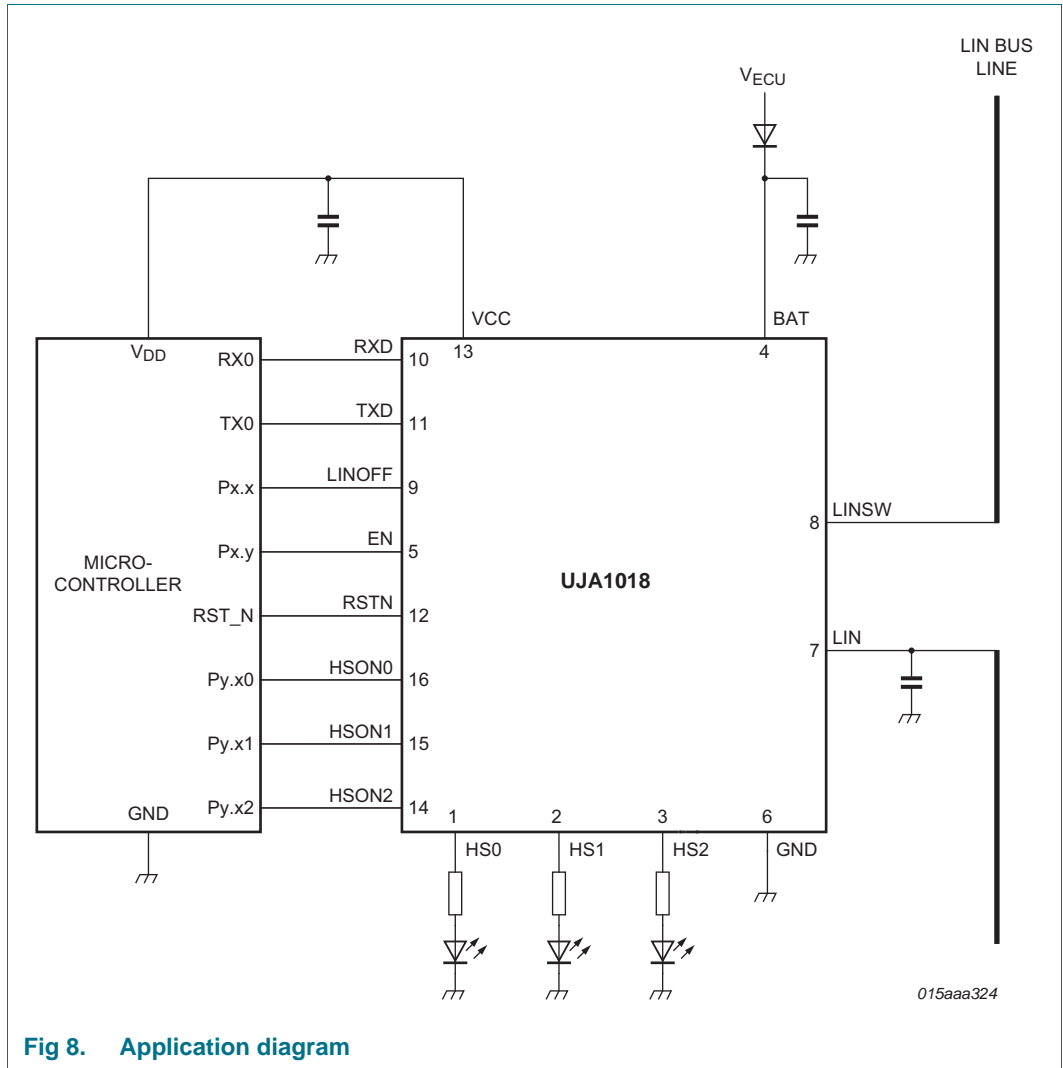 LIN BUS
LINE
VECU
VCC
BAT
VDD
13
4
RX0
RXD
10
TX0
TXD
11
Px.x
LINOFF
9
8
LINSW
Px.y
EN
5
MICRO-
CONTROLLER
UJA1018
RST_N
RSTN
12
7
LIN
Py.x0
HSON0
16
Py.x1
HSON1
15
GND
Py.x2
HSON2
14
1
2
3
6
HS0
HS1
HS2
GND
015aaa324
Fig 8. Application diagram